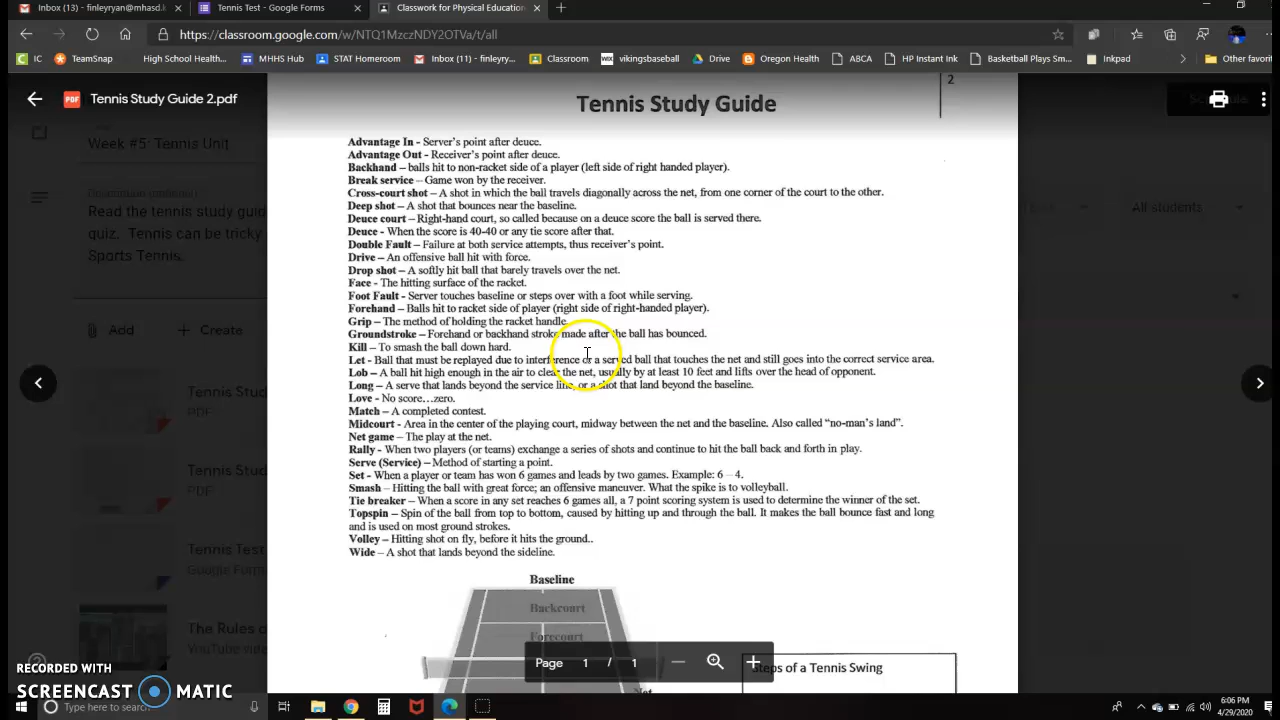 Inbox (13) - finleyryan@mhasd.k
Tennis Test - Google Forms
Classwork for Physical Education
https://classroom.google.com/w/NTQ1MzczNDY2OTVa/t/all
IC
TeamSnap
High School Health...
MHHS Hub
STAT Homeroom
Inbox (11) - finleyry...
Classroom
WIX
vikingsbaseball
Drive
Oregon Health
ABCA
HP Instant Ink
Basketball Plays Sm...
Inkpad
Other favorit
PDF
Tennis Study Guide 2.pdf
2
Tennis Study Guide
Week #5: Tennis Unit
Read the tennis study guid
quiz. Tennis can be tricky
Sports Tennis.
All students
Add
Create
Advantage In - Server's point after deuce.
Advantage Out - Receiver's point after deuce.
Backhand – balls hit to non-racket side of a player (left side of right handed player).
Break service – Game won by the receiver.
Cross-court shot – A shot in which the ball travels diagonally across the net, from one corner of the court to the other.
Deep shot – A shot that bounces near the baseline.
Deuce court – Right-hand court, so called because on a deuce score the ball is served there.
Deuce - When the score is 40-40 or any tie score after that.
Double Fault – Failure at both service attempts, thus receiver's point.
Drive – An offensive ball hit with force.
Drop shot – A softly hit ball that barely travels over the net.
Face - The hitting surface of the racket.
Foot Fault - Server touches baseline or steps over with a foot while serving.
Forehand – Balls hit to racket side of player (right side of right-handed player).
Grip – The method of holding the racket handle.
Groundstroke – Forehand or backhand stroke made after the ball has bounced.
Kill – To smash the ball down hard.
Let - Ball that must be replayed due to interference or a served ball that touches the net and still goes into the correct service area.
Lob – A ball hit high enough in the air to clear the net, usually by at least 10 feet and lifts over the head of opponent.
Long – A serve that lands beyond the service line, or a shot that land beyond the baseline.
Love - No score…zero.
Match – A completed contest.
Midcourt - Area in the center of the playing court, midway between the net and the baseline. Also called "no-man's land".
Net game – The play at the net.
Rally - When two players (or teams) exchange a series of shots and continue to hit the ball back and forth in play.
Serve (Service) – Method of starting a point.
Set - When a player or team has won 6 games and leads by two games. Example: 6 – 4.
Smash – Hitting the ball with great force; an offensive maneuver. What the spike is to volleyball.
Tie breaker – When a score in any set reaches 6 games all, a 7 point scoring system is used to determine the winner of the set.
Topspin – Spin of the ball from top to bottom, caused by hitting up and through the ball. It makes the ball bounce fast and long
and is used on most ground strokes.
Volley – Hitting shot on fly, before it hits the ground..
Wide – A shot that lands beyond the sideline.
Tennis Stud
PDF
Tennis Stud
PDF
Tennis Test
Google Form
The Rules o
YouTube video
Baseline
Backcourt
Forecourt
Net
Page 1 / 1
Steps of a Tennis Swing
RECORDED WITH
SCREENCAST MATIC
Type here to search
6:06 PM
4/29/2020